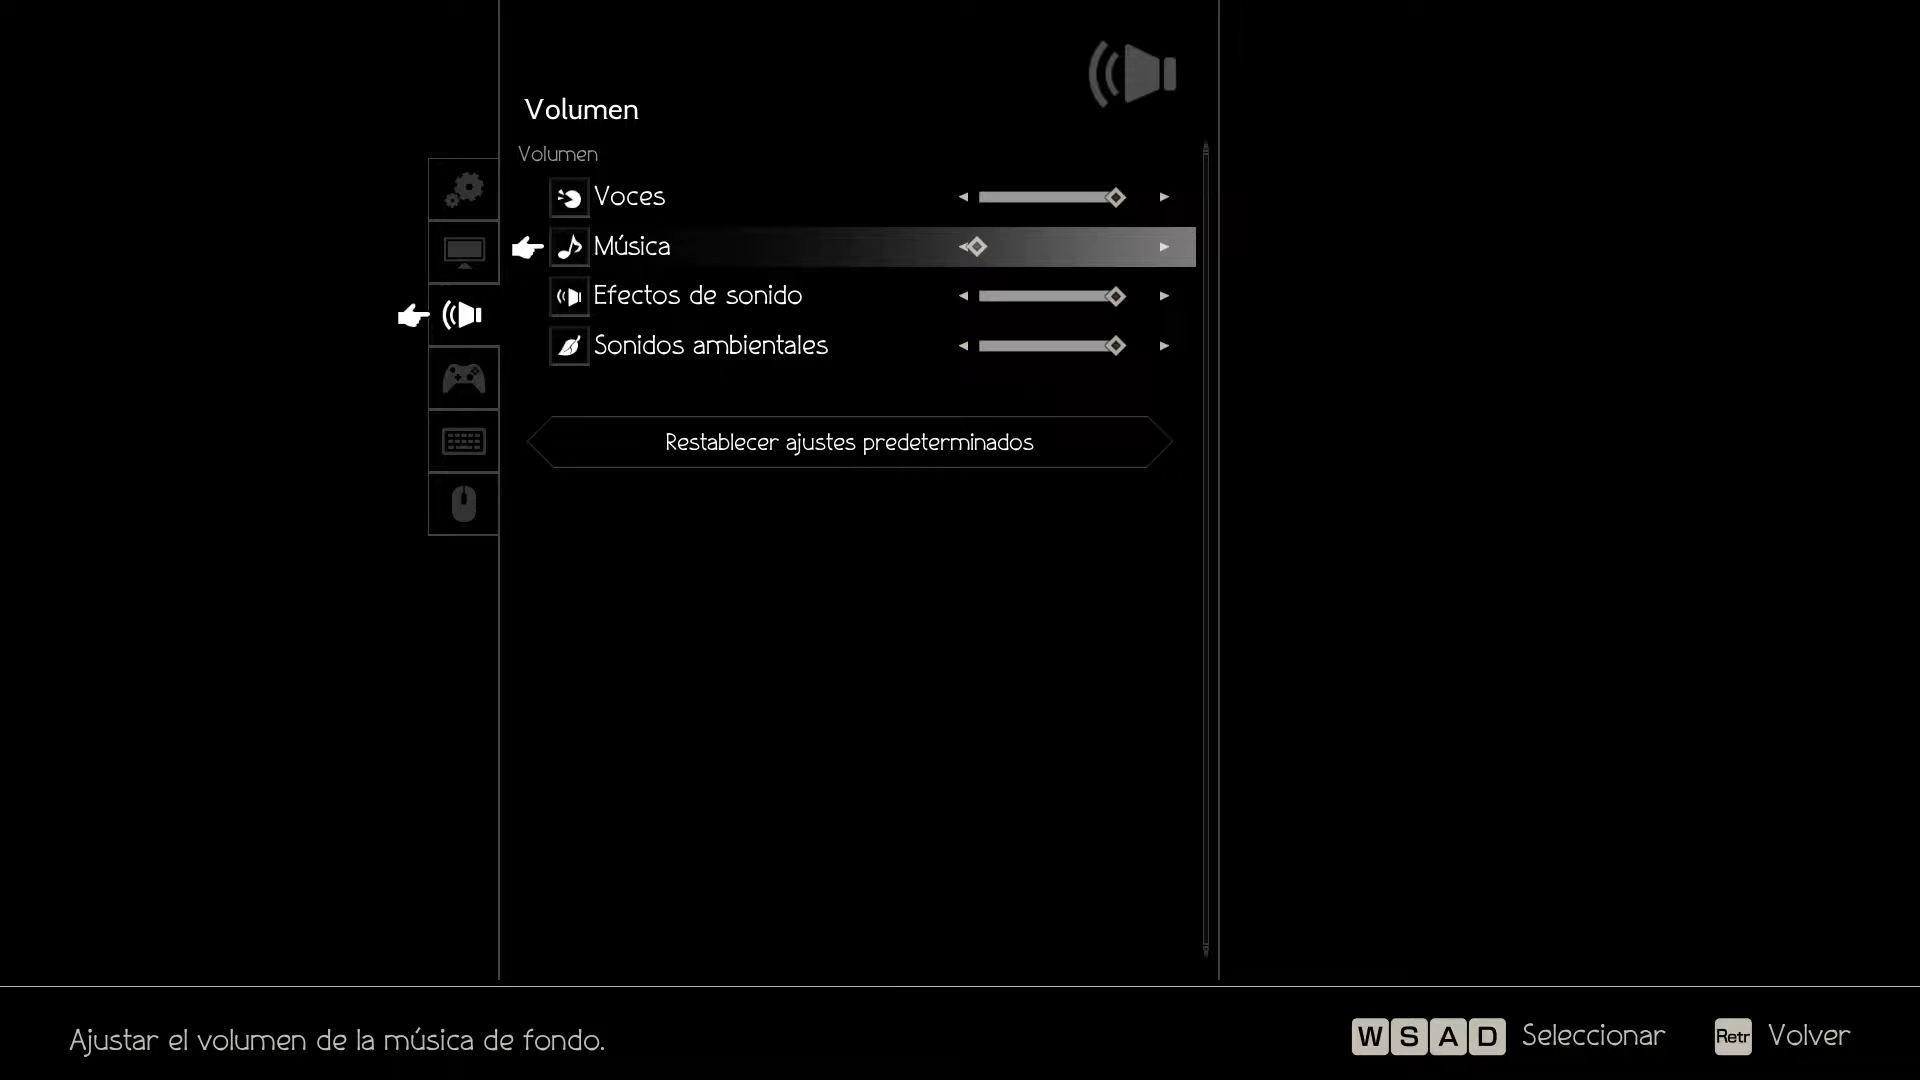 Volumen
Volumen
Voces
Música
Efectos de sonido
Sonidos ambientales
Restablecer ajustes predeterminados
Ajustar el volumen de la música de fondo.
W S A D Seleccionar Retr Volver